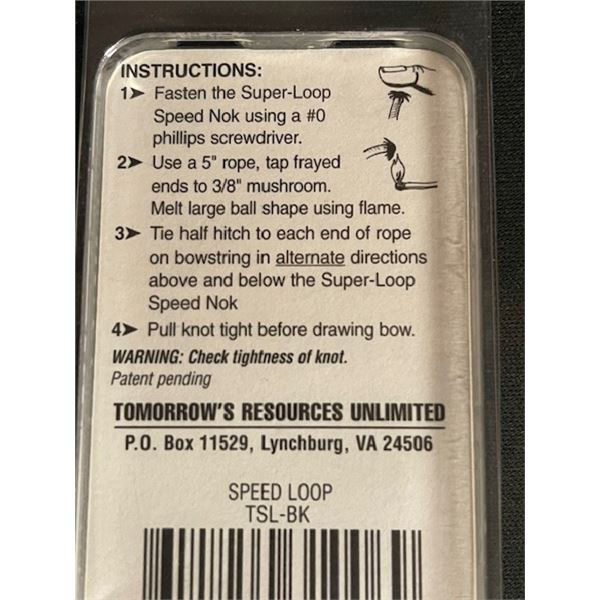 INSTRUCTIONS:
1➤ Fasten the Super-Loop
Speed Nok using a #0
phillips screwdriver.
2➤ Use a 5" rope, tap frayed
ends to 3/8" mushroom.
Melt large ball shape using flame.
3➤ Tie half hitch to each end of rope
on bowstring in alternate directions
above and below the Super-Loop
Speed Nok
4➤ Pull knot tight before drawing bow.
WARNING: Check tightness of knot.
Patent pending
TOMORROW'S RESOURCES UNLIMITED
P.O. Box 11529, Lynchburg, VA 24506
SPEED LOOP
TSL-BK